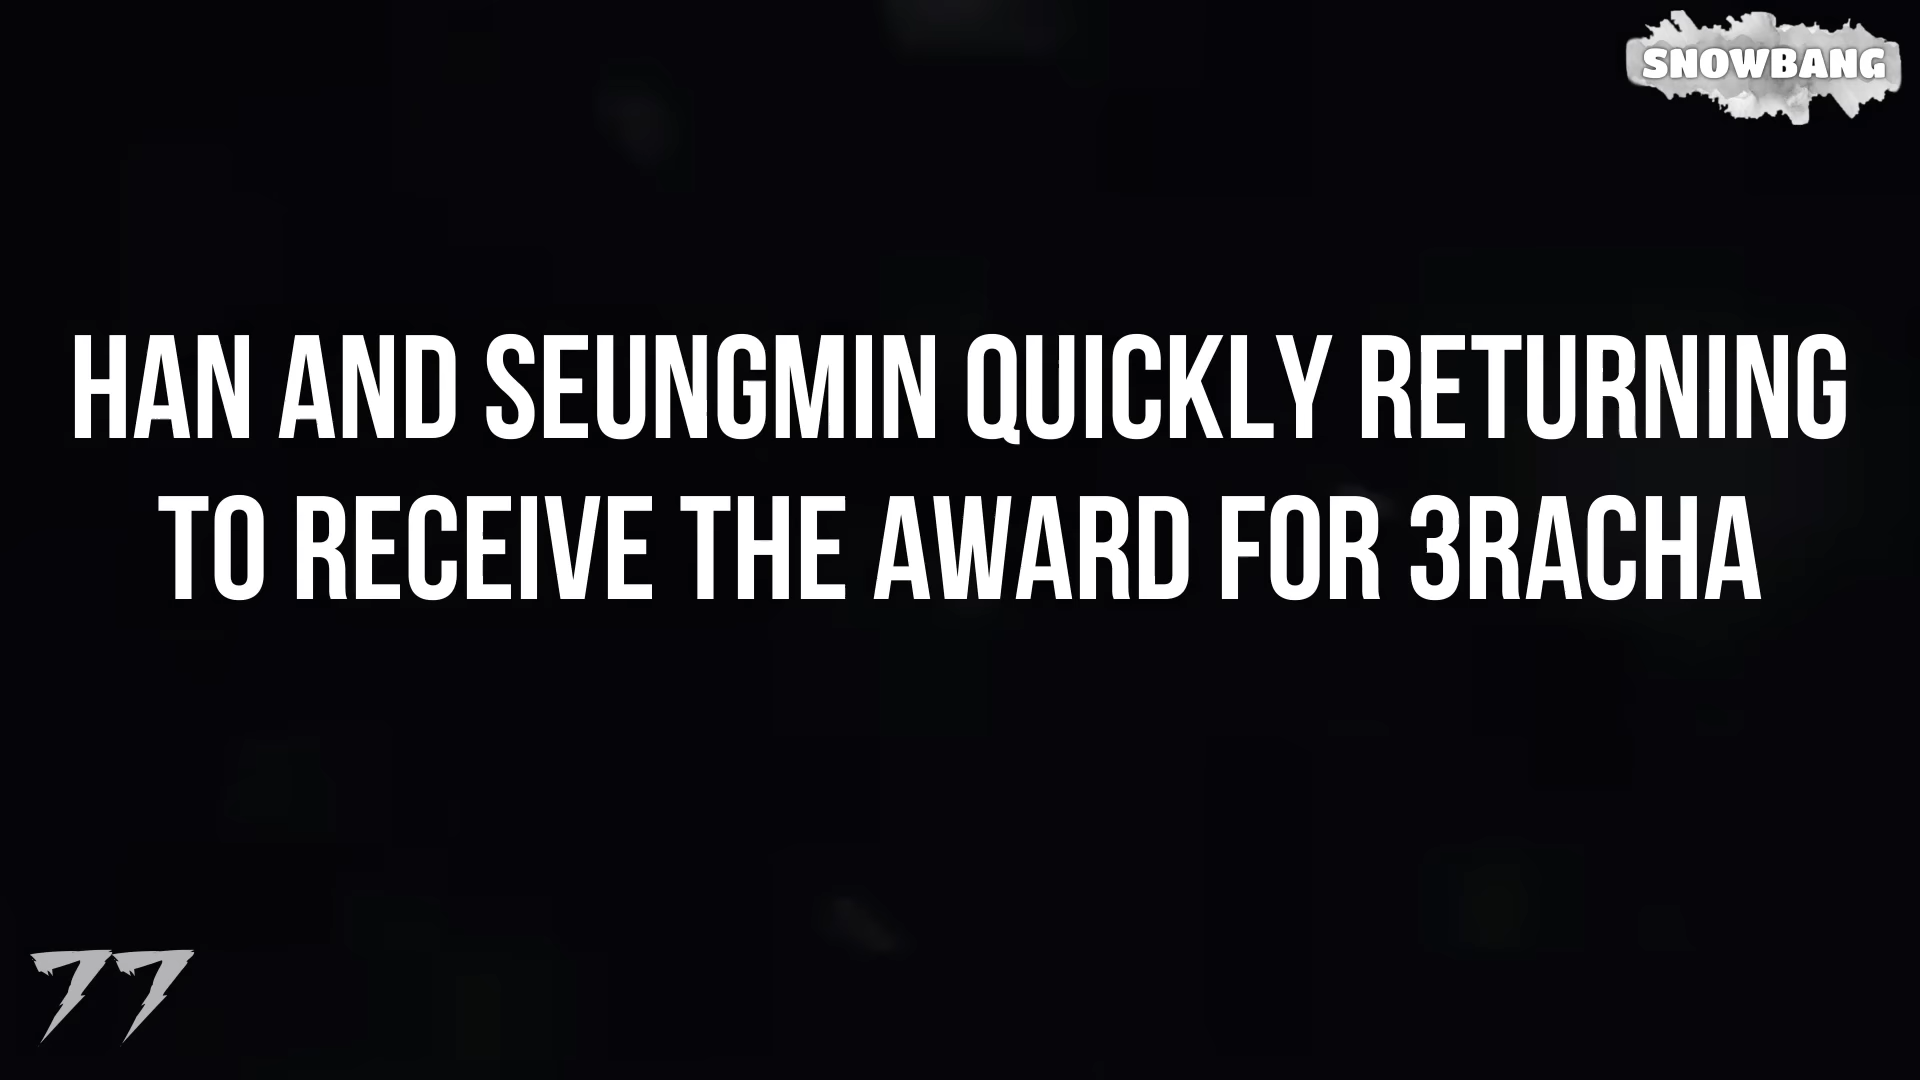 SNOWBANG
HAN AND SEUNGMIN QUICKLY RETURNING
TO RECEIVE THE AWARD FOR 3RACHA
77